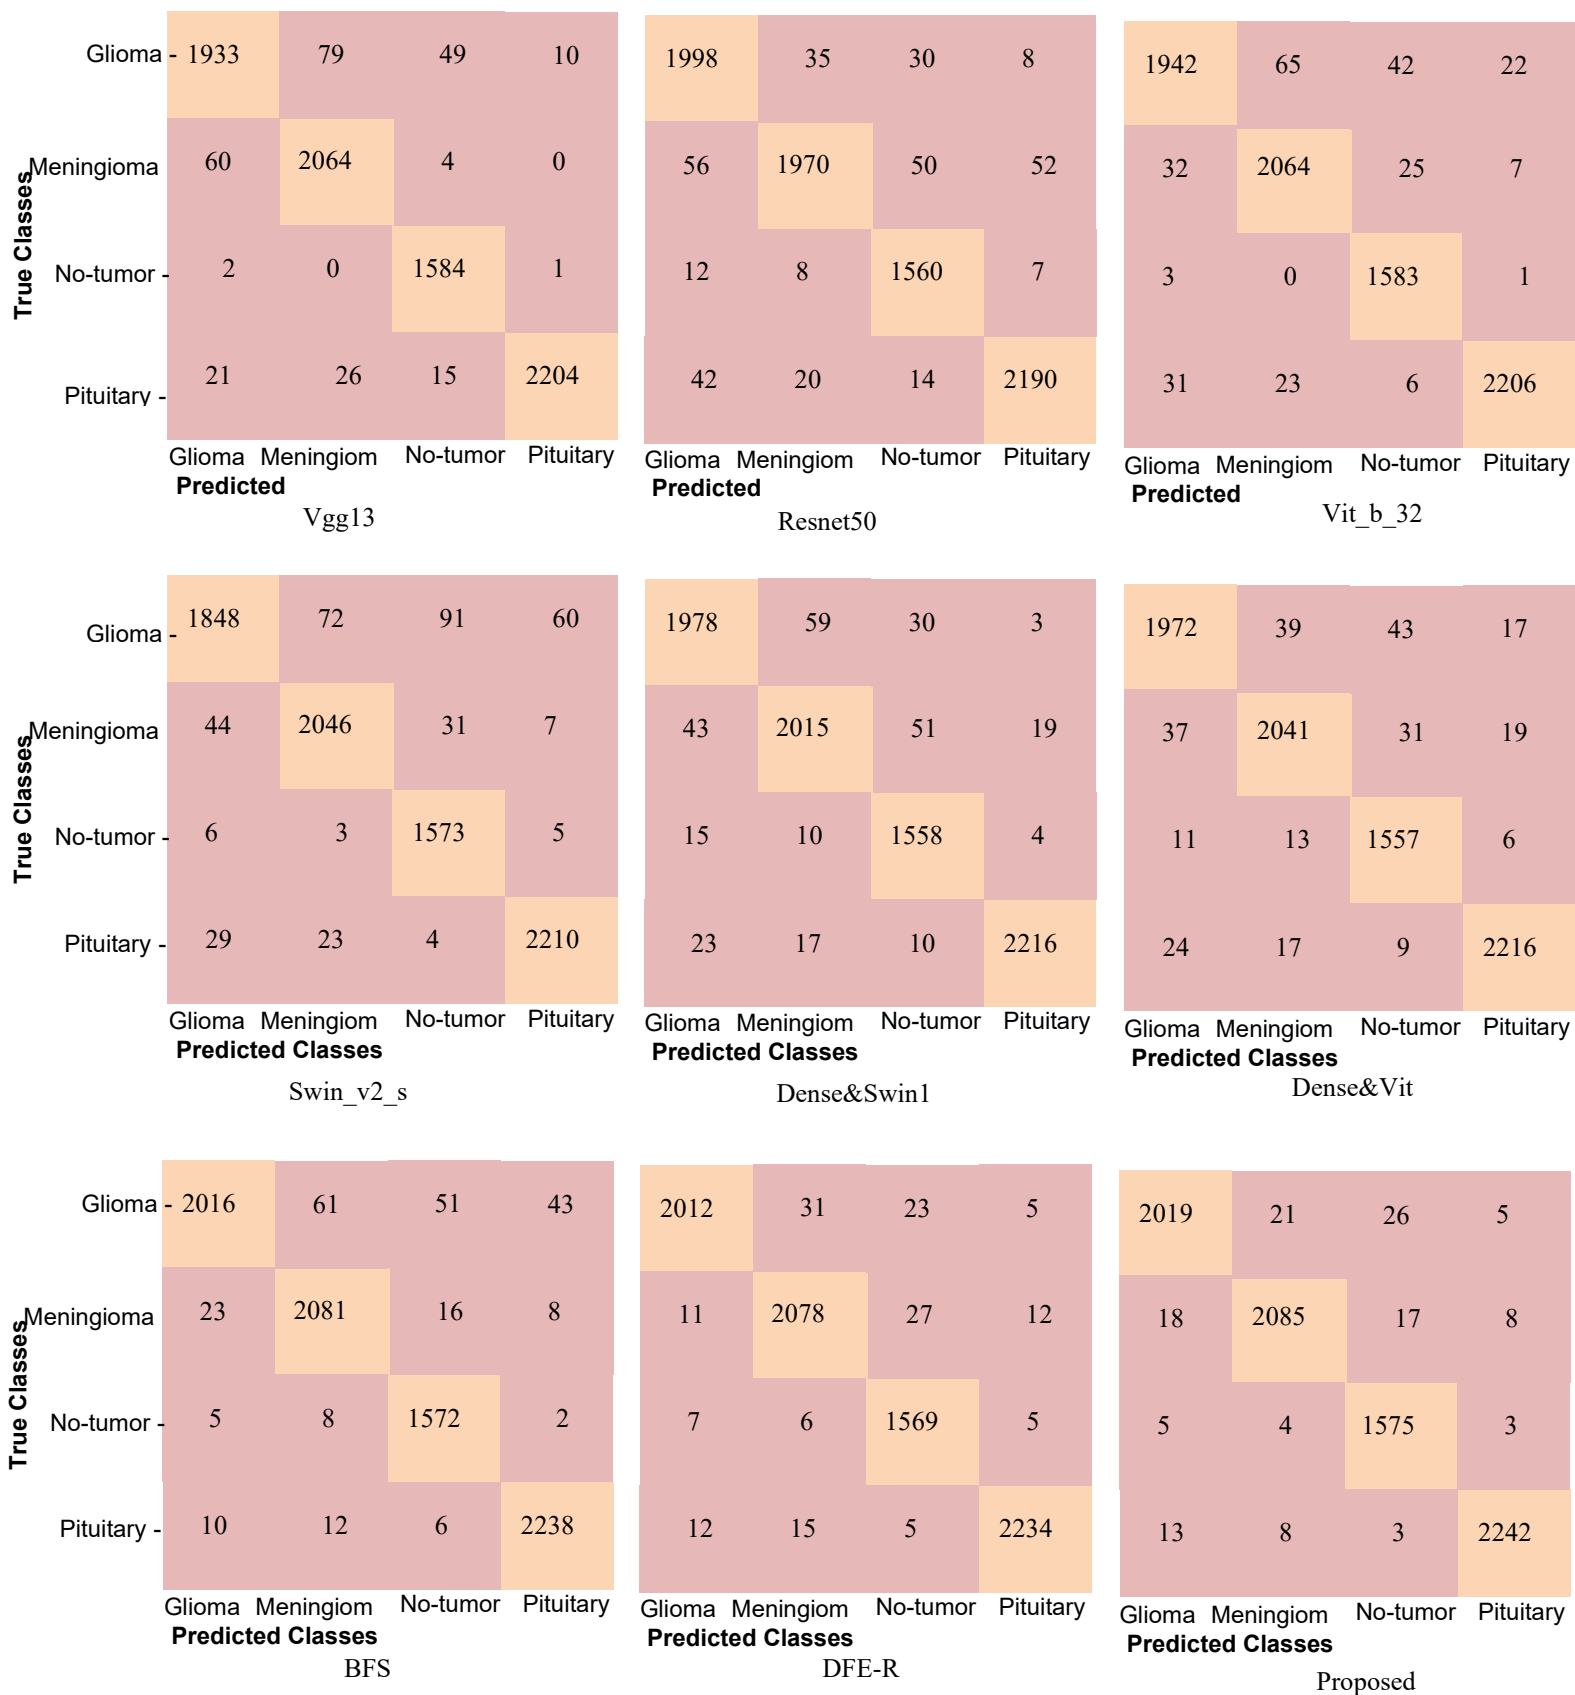 Glioma - 1933 79 49 10
Meningioma 60 2064 4 0
No-tumor - 2 0 1584 1
Pituitary - 21 26 15 2204
True Classes
Glioma Meningiom No-tumor Pituitary
Predicted
Vgg13
1998 35 30 8
56 1970 50 52
12 8 1560 7
42 20 14 2190
Glioma Meningiom No-tumor Pituitary
Predicted
Resnet50
1942 65 42 22
32 2064 25 7
3 0 1583 1
31 23 6 2206
Glioma Meningiom No-tumor Pituitary
Predicted
Vit_b_32
Glioma - 1848 72 91 60
Meningioma 44 2046 31 7
No-tumor - 6 3 1573 5
Pituitary - 29 23 4 2210
True Classes
Glioma Meningiom No-tumor Pituitary
Predicted Classes
Swin_v2_s
1978 59 30 3
43 2015 51 19
15 10 1558 4
23 17 10 2216
Glioma Meningiom No-tumor Pituitary
Predicted Classes
Dense&Swin1
1972 39 43 17
37 2041 31 19
11 13 1557 6
24 17 9 2216
Glioma Meningiom No-tumor Pituitary
Predicted Classes
Dense&Vit
Glioma - 2016 61 51 43
Meningioma 23 2081 16 8
No-tumor - 5 8 1572 2
Pituitary - 10 12 6 2238
True Classes
Glioma Meningiom No-tumor Pituitary
Predicted Classes
BFS
2012 31 23 5
11 2078 27 12
7 6 1569 5
12 15 5 2234
Glioma Meningiom No-tumor Pituitary
Predicted Classes
DFE-R
2019 21 26 5
18 2085 17 8
5 4 1575 3
13 8 3 2242
Glioma Meningiom No-tumor Pituitary
Predicted Classes
Proposed